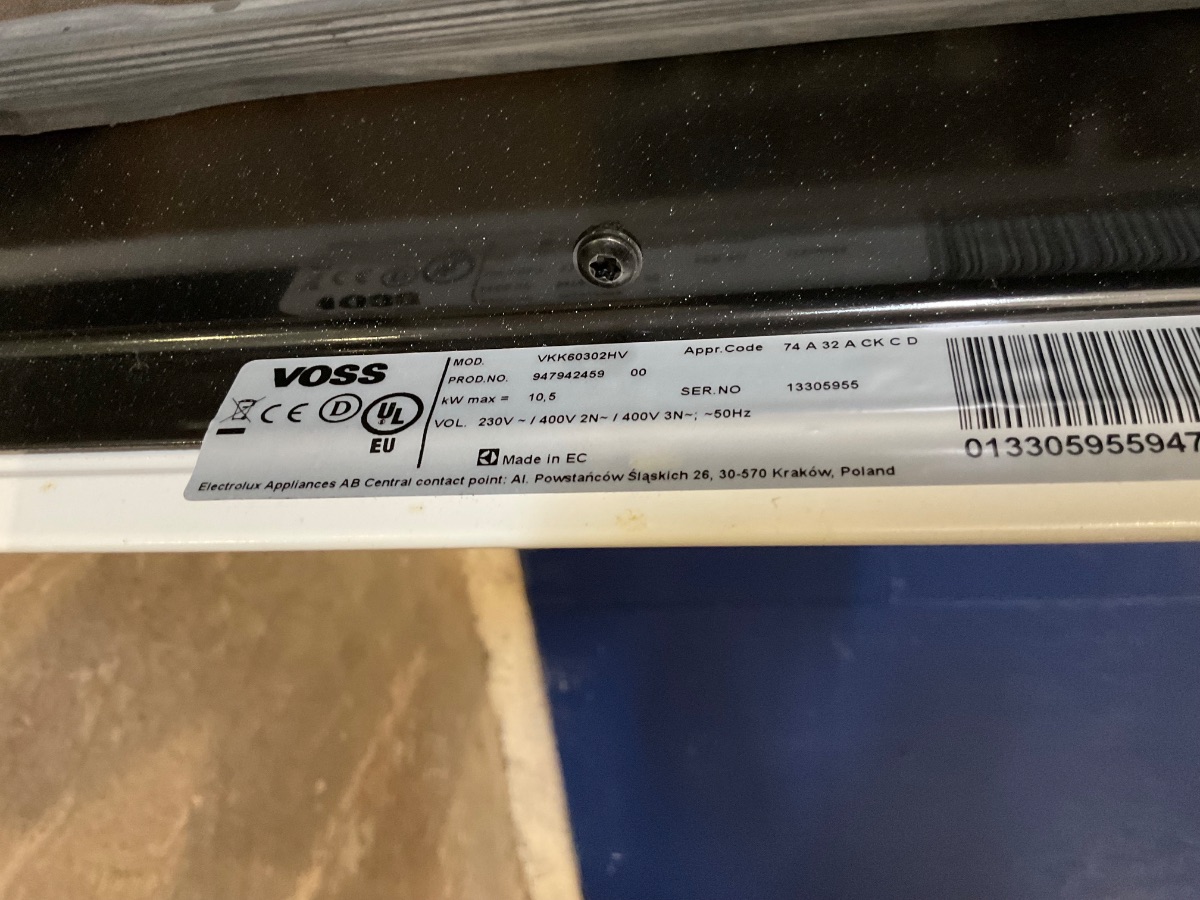 VOSS
CE D UL
EU
MOD. VKK60302HV Appr.Code 74 A 32 A CK C D
PROD.NO. 947942459 00
kW max = 10,5 SER.NO 13305955
VOL. 230V ~ / 400V 2N~ / 400V 3N~; ~50Hz
Made in EC
Electrolux Appliances AB Central contact point: Al. Powstańców Śląskich 26, 30-570 Kraków, Poland
013305955947